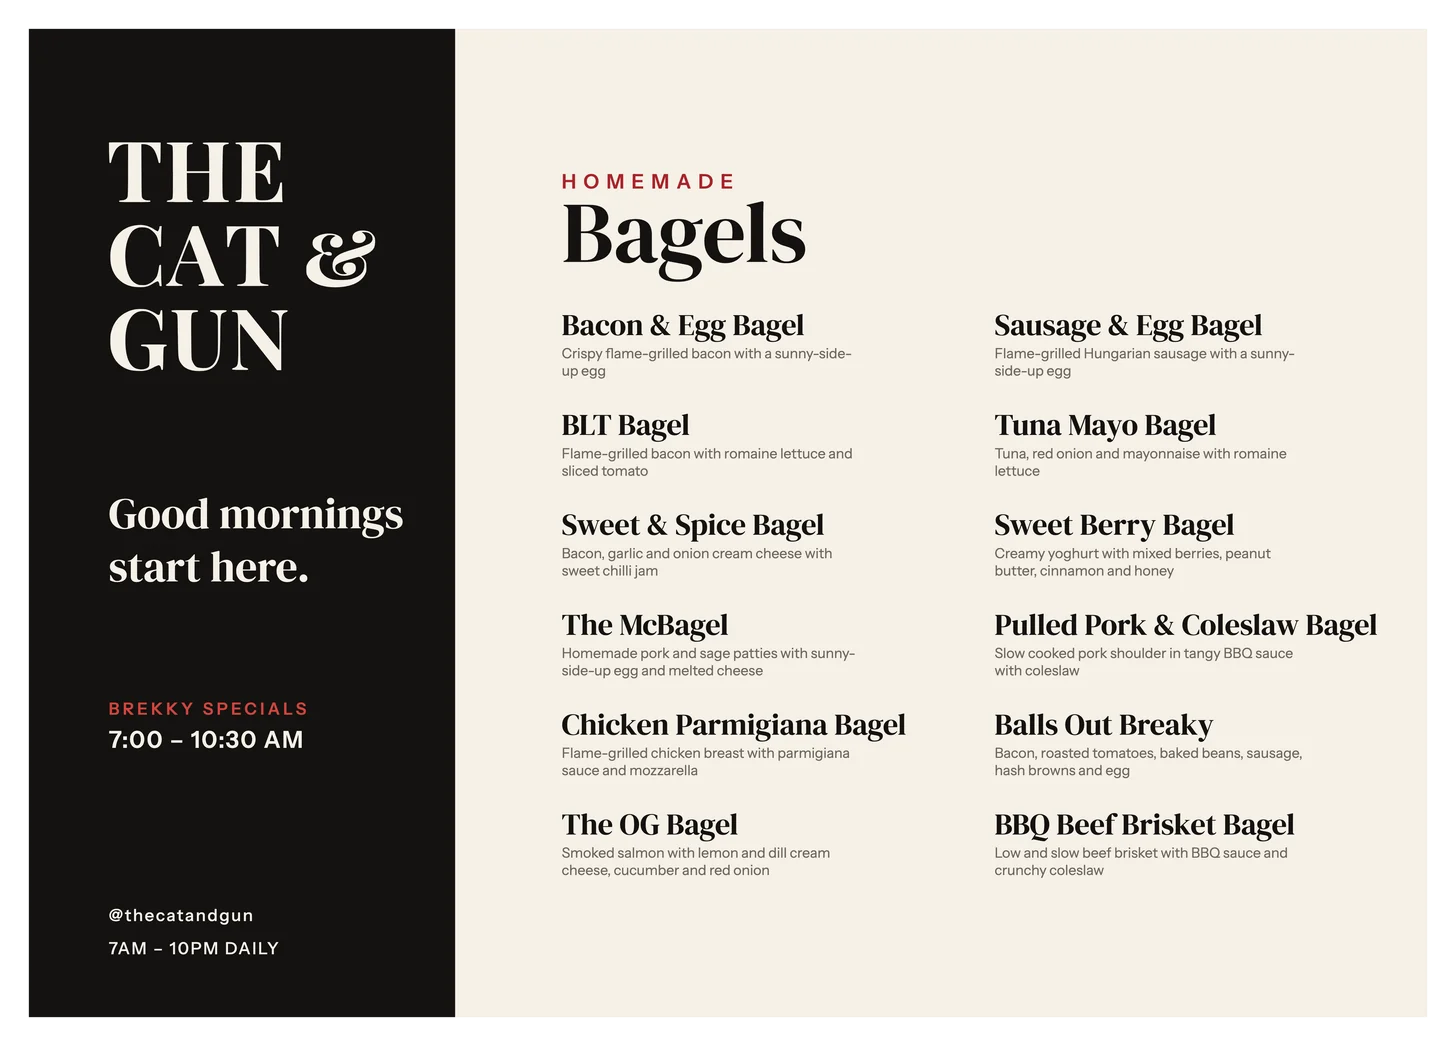 THE
CAT &
GUN
Good mornings
start here.
BREKKY SPECIALS
7:00 – 10:30 AM
@thecatandgun
7AM – 10PM DAILY
HOMEMADE
Bagels
Bacon & Egg Bagel
Crispy flame-grilled bacon with a sunny-side-
up egg
BLT Bagel
Flame-grilled bacon with romaine lettuce and
sliced tomato
Sweet & Spice Bagel
Bacon, garlic and onion cream cheese with
sweet chilli jam
The McBagel
Homemade pork and sage patties with sunny-
side-up egg and melted cheese
Chicken Parmigiana Bagel
Flame-grilled chicken breast with parmigiana
sauce and mozzarella
The OG Bagel
Smoked salmon with lemon and dill cream
cheese, cucumber and red onion
Sausage & Egg Bagel
Flame-grilled Hungarian sausage with a sunny-
side-up egg
Tuna Mayo Bagel
Tuna, red onion and mayonnaise with romaine
lettuce
Sweet Berry Bagel
Creamy yoghurt with mixed berries, peanut
butter, cinnamon and honey
Pulled Pork & Coleslaw Bagel
Slow cooked pork shoulder in tangy BBQ sauce
with coleslaw
Balls Out Breaky
Bacon, roasted tomatoes, baked beans, sausage,
hash browns and egg
BBQ Beef Brisket Bagel
Low and slow beef brisket with BBQ sauce and
crunchy coleslaw